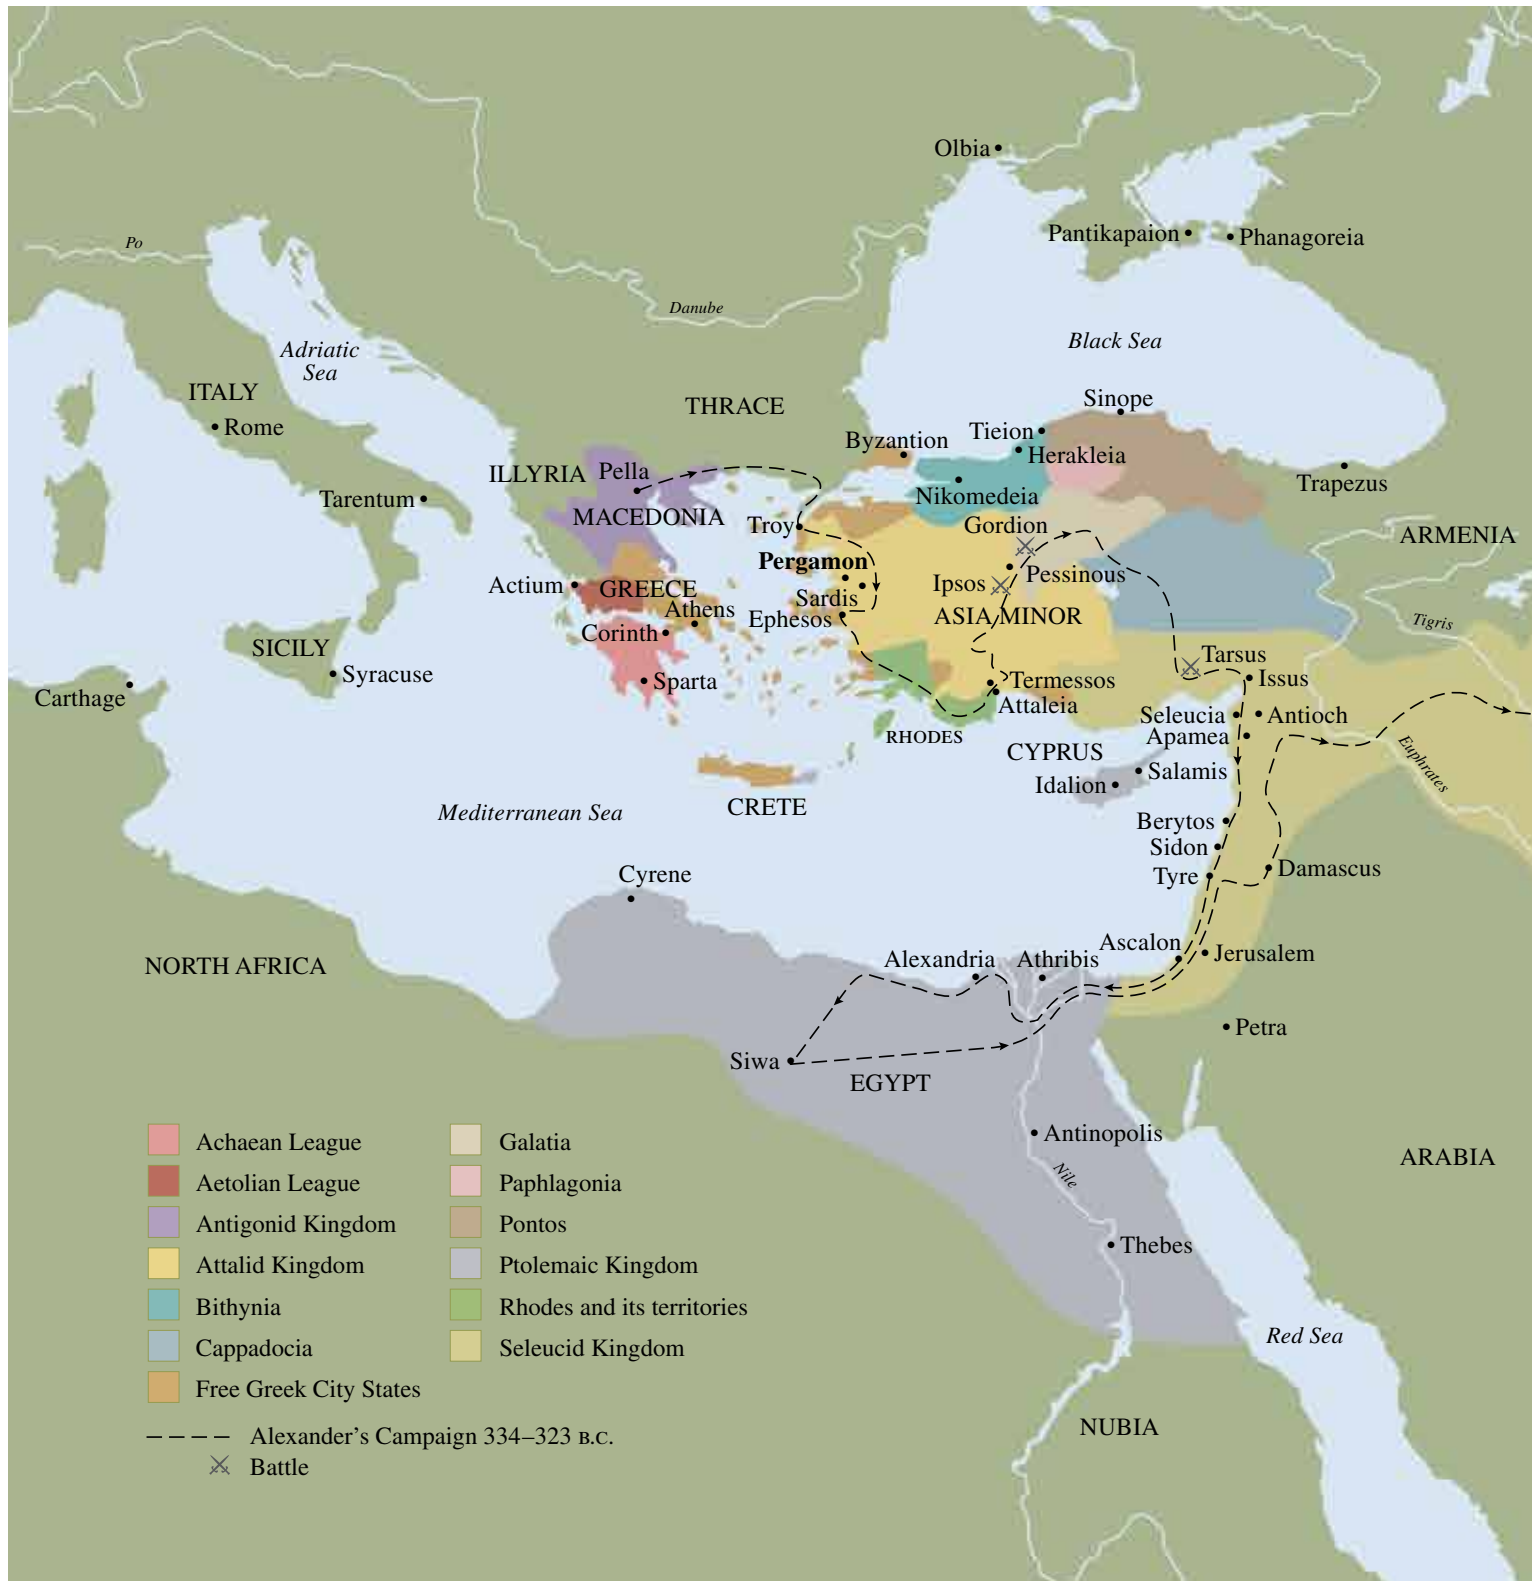 Olbia
Pantikapaion
Phanagoreia
Po
Danube
Black Sea
Adriatic
Sea
ITALY
Rome
THRACE
Sinope
Tieion
Byzantion
Herakleia
ILLYRIA
Pella
Trapezus
Tarentum
Nikomedeia
MACEDONIA
Troy
Gordion
ARMENIA
Pergamon
Ipsos
Pessinous
Actium
GREECE
Sardis
Athens
Ephesos
ASIA MINOR
Tigris
Corinth
SICILY
Tarsus
Syracuse
Sparta
Termessos
Issus
Carthage
Attaleia
Seleucia
Antioch
RHODES
Apamea
CYPRUS
Euphrates
Salamis
Idalion
CRETE
Mediterranean Sea
Berytos
Sidon
Cyrene
Tyre
Damascus
Ascalon
NORTH AFRICA
Alexandria
Athribis
Jerusalem
Petra
Siwa
EGYPT
Antinopolis
ARABIA
Nile
Thebes
Red Sea
NUBIA
Achaean League
Aetolian League
Antigonid Kingdom
Attalid Kingdom
Bithynia
Cappadocia
Free Greek City States
Galatia
Paphlagonia
Pontos
Ptolemaic Kingdom
Rhodes and its territories
Seleucid Kingdom
Alexander's Campaign 334–323 B.C.
Battle